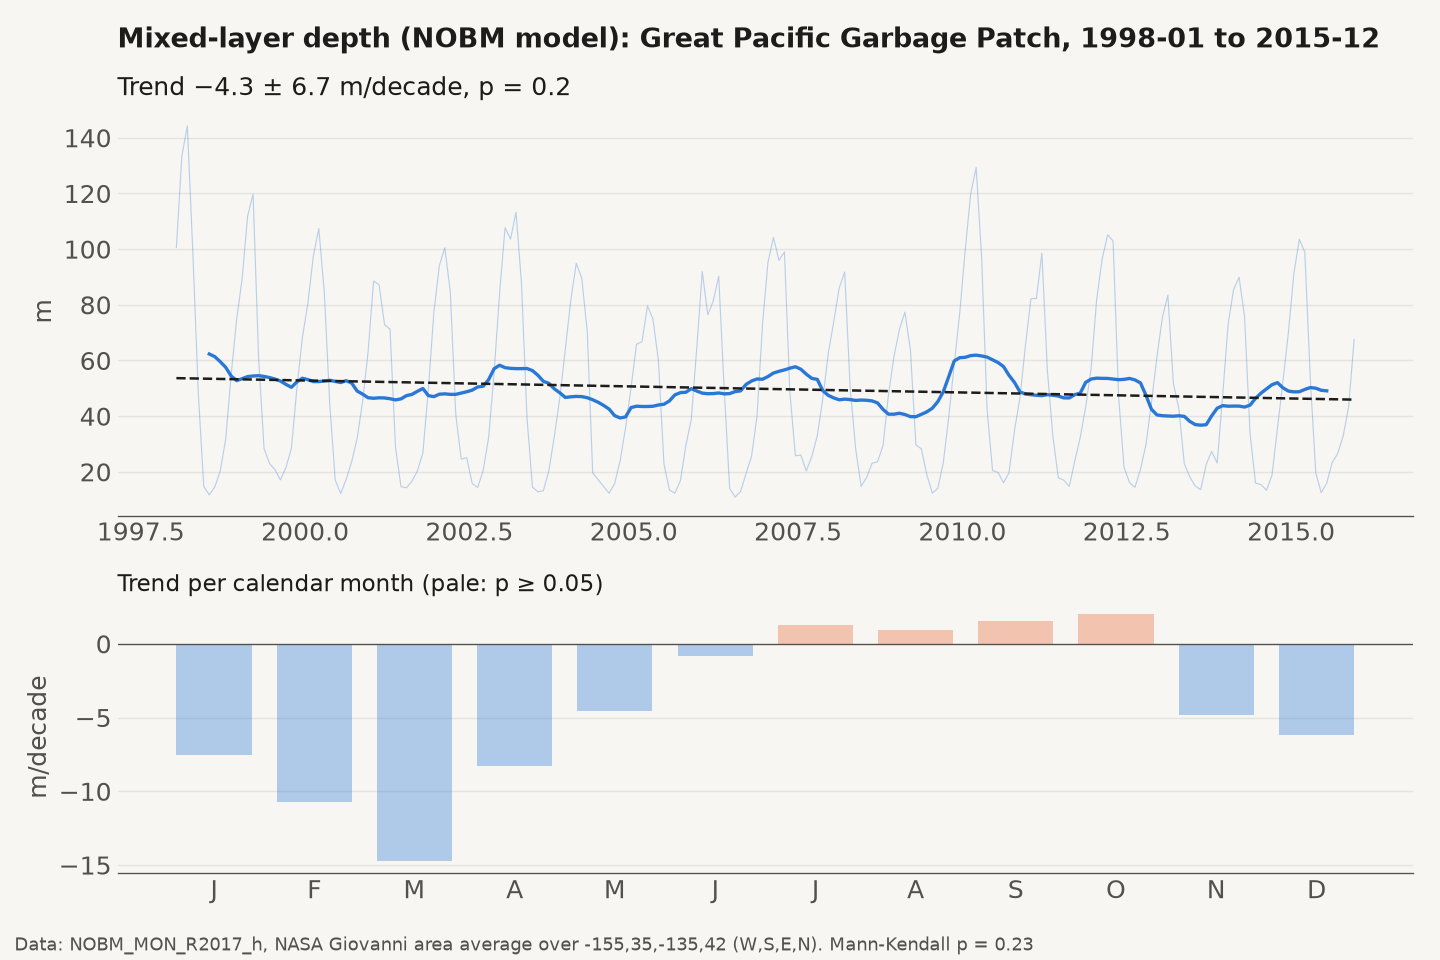 Mixed-layer depth (NOBM model): Great Pacific Garbage Patch, 1998-01 to 2015-12
Trend −4.3 ± 6.7 m/decade, p = 0.2
140
120
100
80
60
40
20
m
1997.5 2000.0 2002.5 2005.0 2007.5 2010.0 2012.5 2015.0
Trend per calendar month (pale: p ≥ 0.05)
0
−5
−10
−15
m/decade
J F M A M J J A S O N D
Data: NOBM_MON_R2017_h, NASA Giovanni area average over -155,35,-135,42 (W,S,E,N). Mann-Kendall p = 0.23